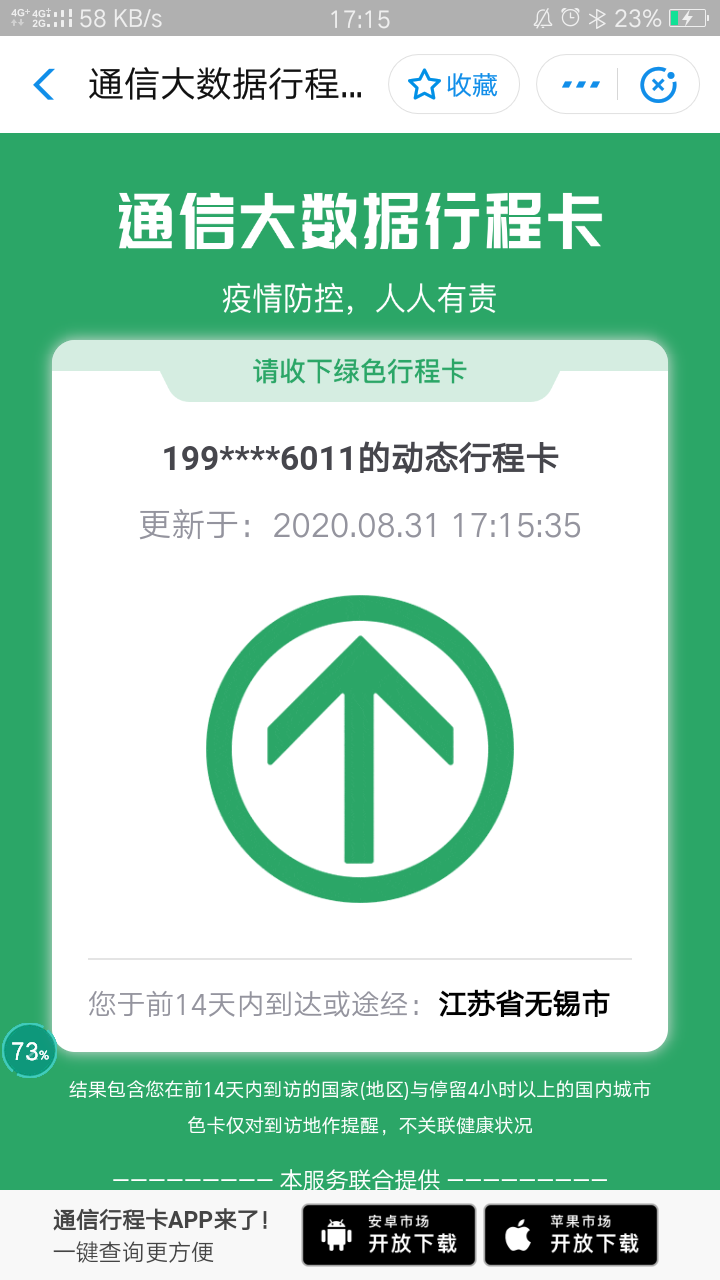 4G+ 4G+ 2G 58 KB/s 17:15 23%
通信大数据行程... 收藏
通信大数据行程卡
疫情防控，人人有责
请收下绿色行程卡
199****6011的动态行程卡
更新于：2020.08.31 17:15:35
您于前14天内到达或途经：江苏省无锡市
73%
结果包含您在前14天内到访的国家(地区)与停留4小时以上的国内城市
色卡仅对到访地作提醒，不关联健康状况
————————— 本服务联合提供 —————————
通信行程卡APP来了!
一键查询更方便
安卓市场
开放下载
苹果市场
开放下载